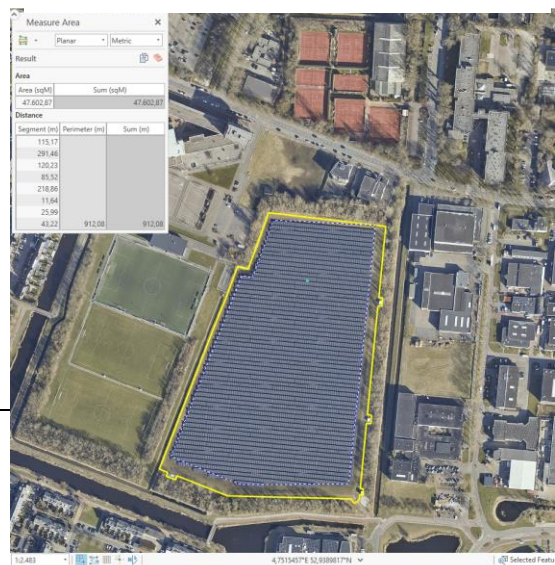 Measure Area
Planar Metric
Result
Area
Area (sqM) Sum (sqM)
47.602,87 47.602,87
Distance
Segment (m) Perimeter (m) Sum (m)
115,17
291,46
120,23
85,52
218,86
11,64
25,99
43,22 912,08 912,08
1:2.483 4,7515457°E 52,9389817°N Selected Featu